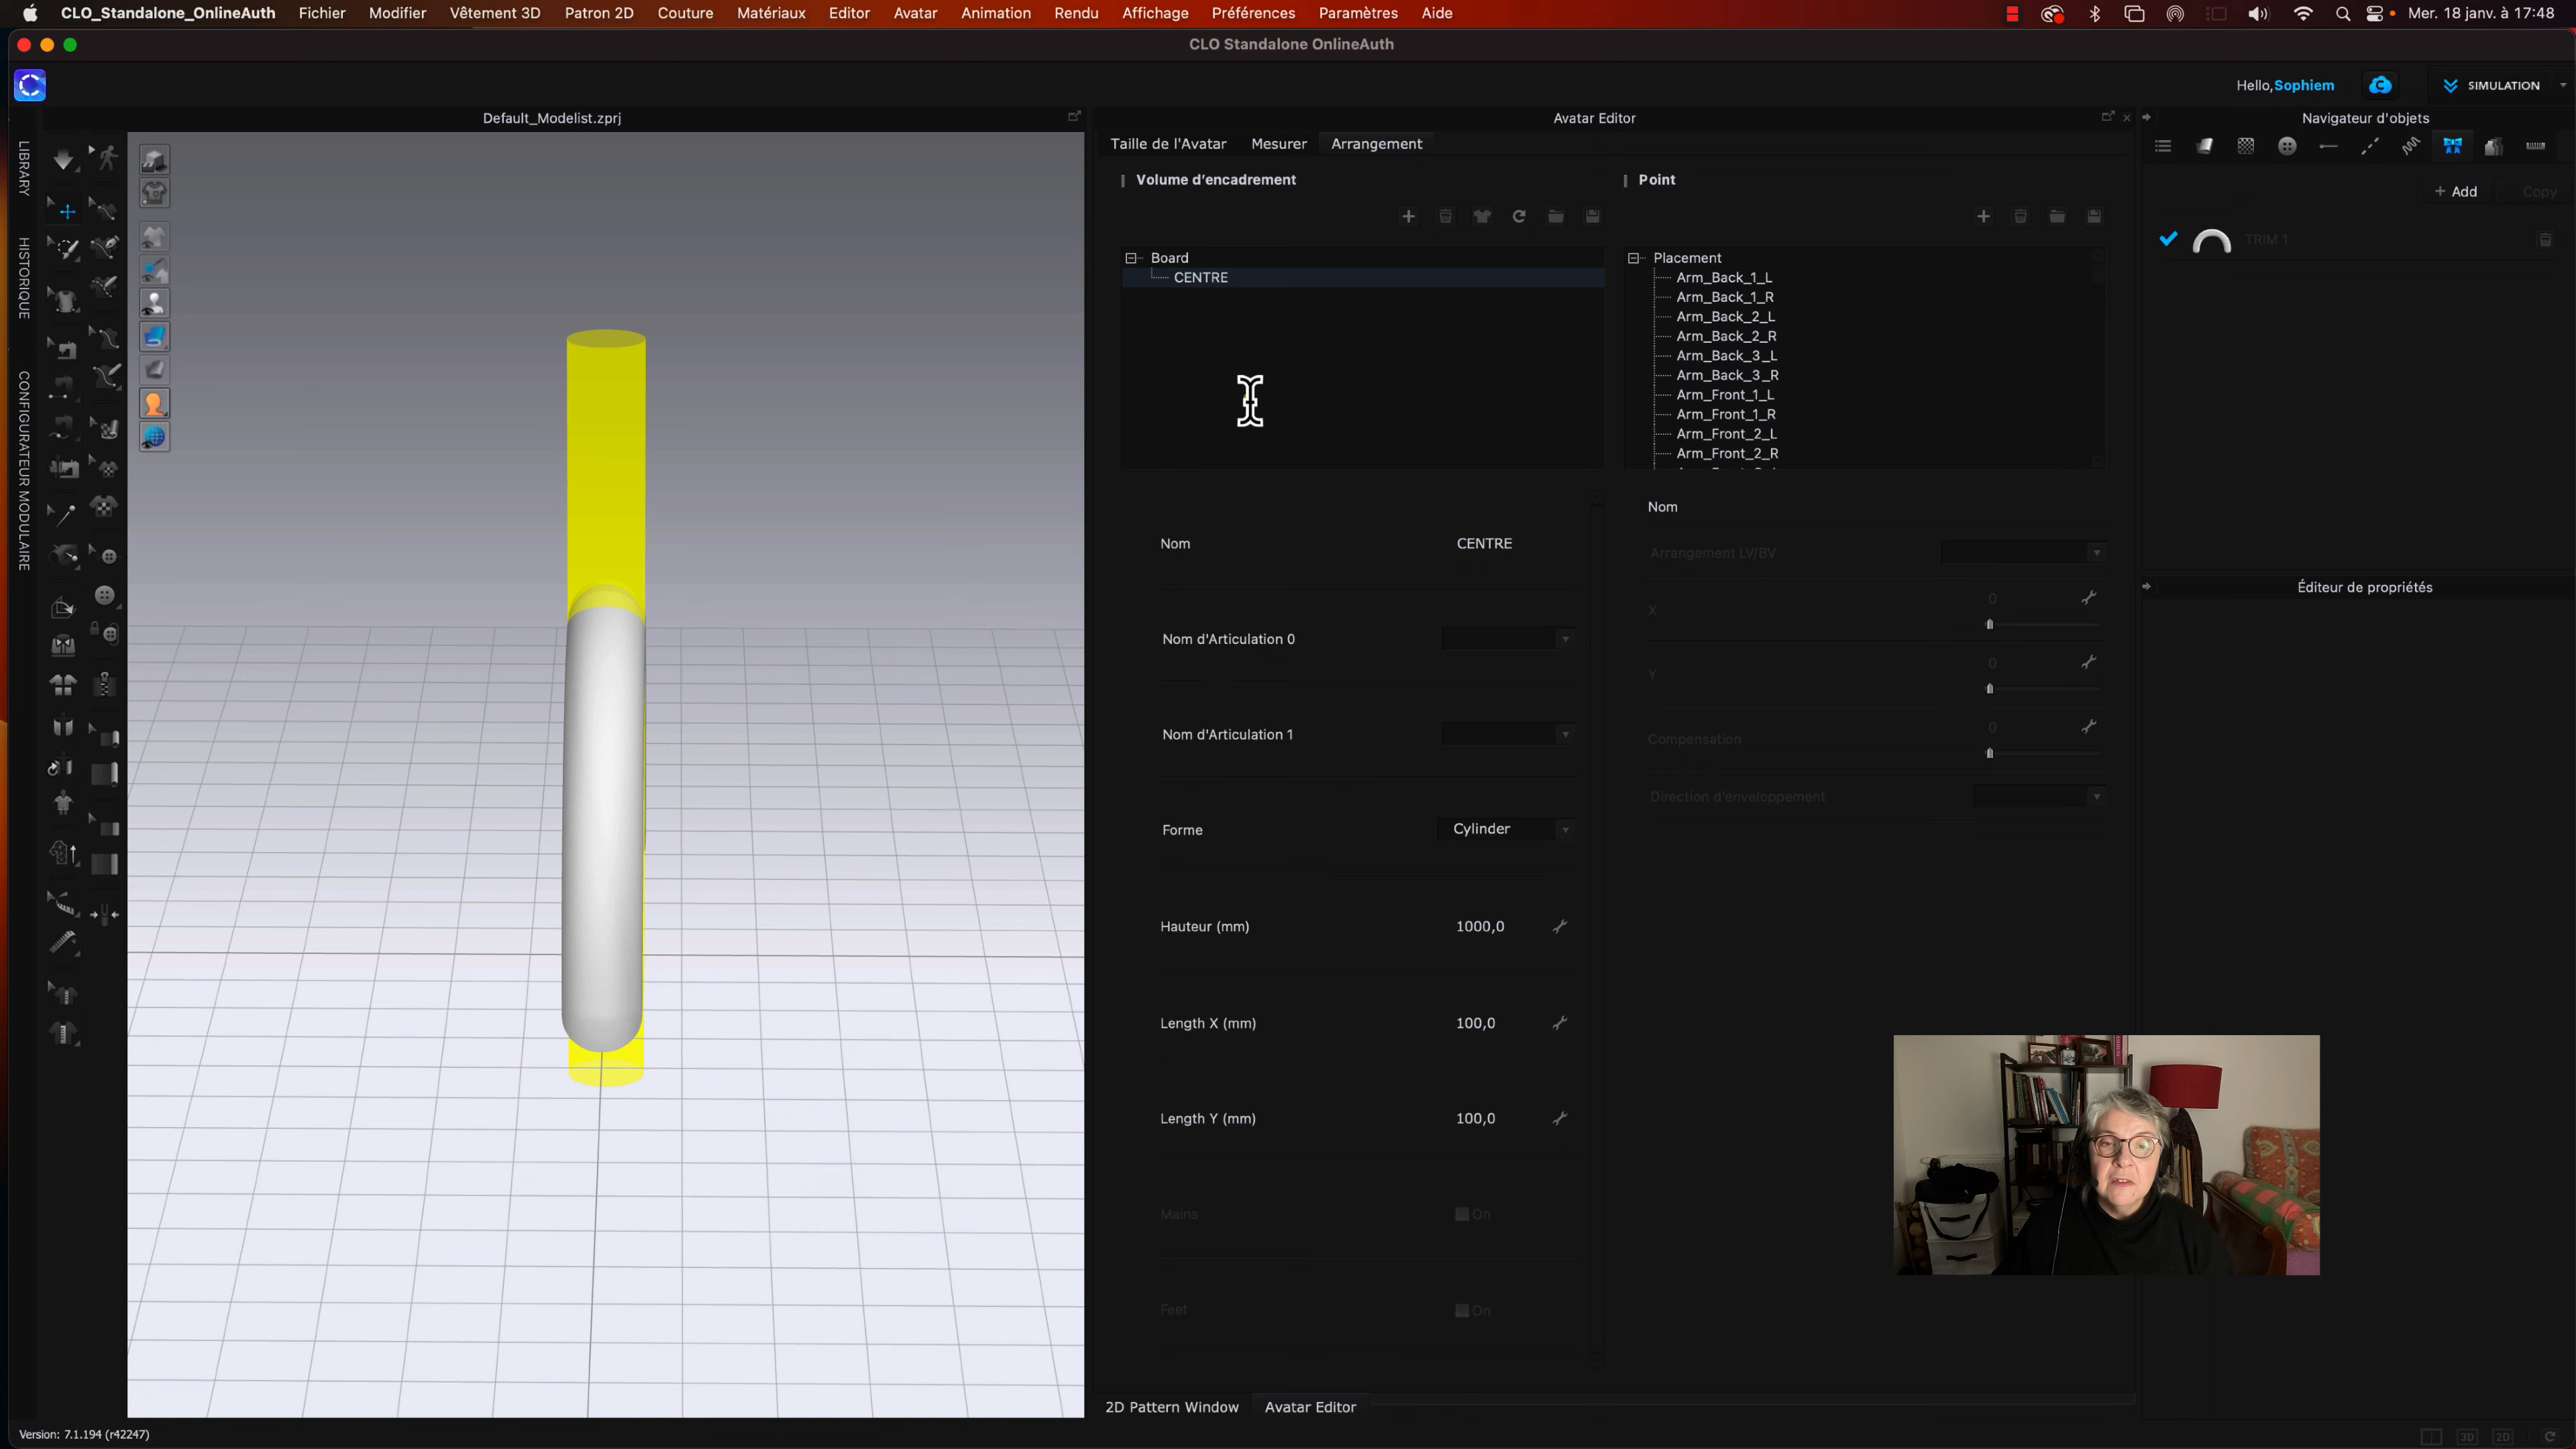 CLO_Standalone_OnlineAuth Fichier Modifier Vêtement 3D Patron 2D Couture Matériaux Editor Avatar Animation Rendu Affichage Préférences Paramètres Aide Mer. 18 janv. à 17:48
CLO Standalone OnlineAuth
Hello, Sophiem SIMULATION
Default_Modelist.zprj
Avatar Editor
Navigateur d'objets
LIBRARY
HISTORIQUE
CONFIGURATEUR MODULAIRE
Taille de l'Avatar Mesurer Arrangement
Volume d'encadrement
Point
+ Add Copy
TRIM 1
Board
CENTRE
Placement
Arm_Back_1_L
Arm_Back_1_R
Arm_Back_2_L
Arm_Back_2_R
Arm_Back_3_L
Arm_Back_3_R
Arm_Front_1_L
Arm_Front_1_R
Arm_Front_2_L
Arm_Front_2_R
Nom CENTRE
Nom d'Articulation 0
Nom d'Articulation 1
Forme Cylinder
Hauteur (mm) 1000,0
Length X (mm) 100,0
Length Y (mm) 100,0
Mains On
Feet On
Nom
Arrangement LV/BV
X 0
Y 0
Compensation 0
Direction d'enveloppement
Éditeur de propriétés
2D Pattern Window Avatar Editor
Version: 7.1.194 (r42247)
3D 2D